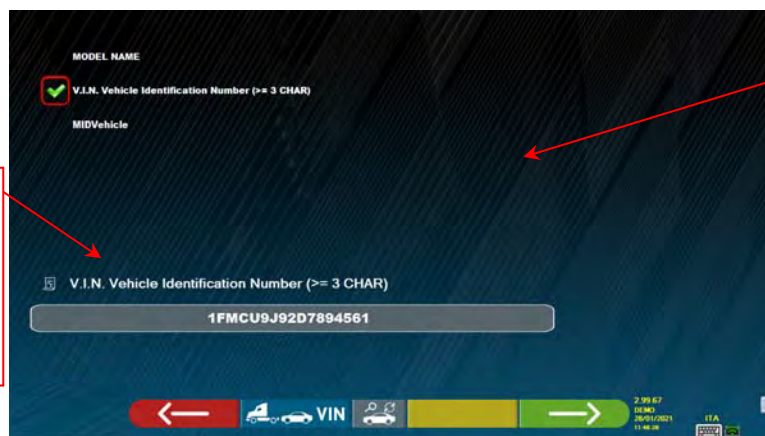 MODEL NAME
V.I.N. Vehicle Identification Number (>= 3 CHAR)
MIDVehicle
V.I.N. Vehicle Identification Number (>= 3 CHAR)
1FMCU9J92D7894561
VIN
2.99.67
DEMO
28/01/2021
ITA